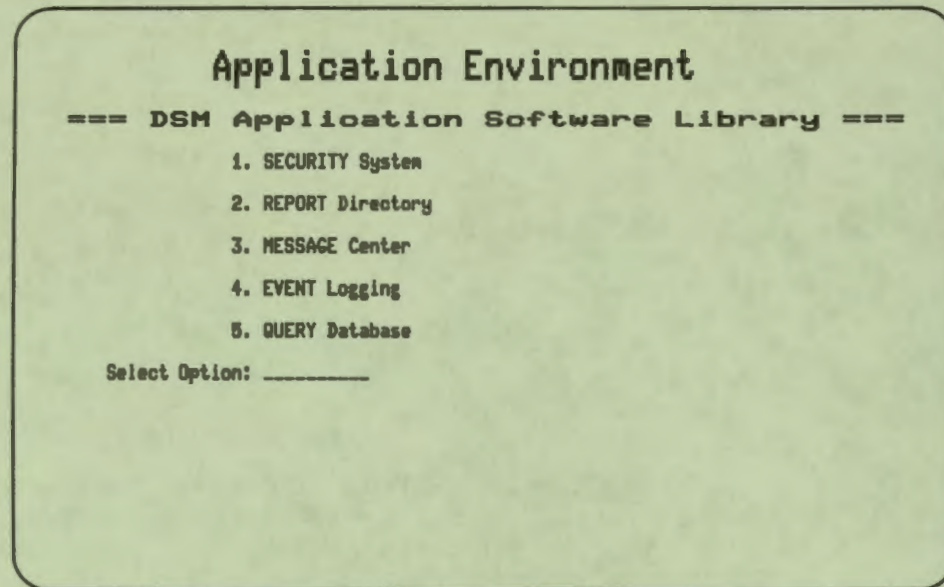 Application Environment
=== DSM Application Software Library ===
1. SECURITY System
2. REPORT Directory
3. MESSAGE Center
4. EVENT Logging
5. QUERY Database
Select Option: __________